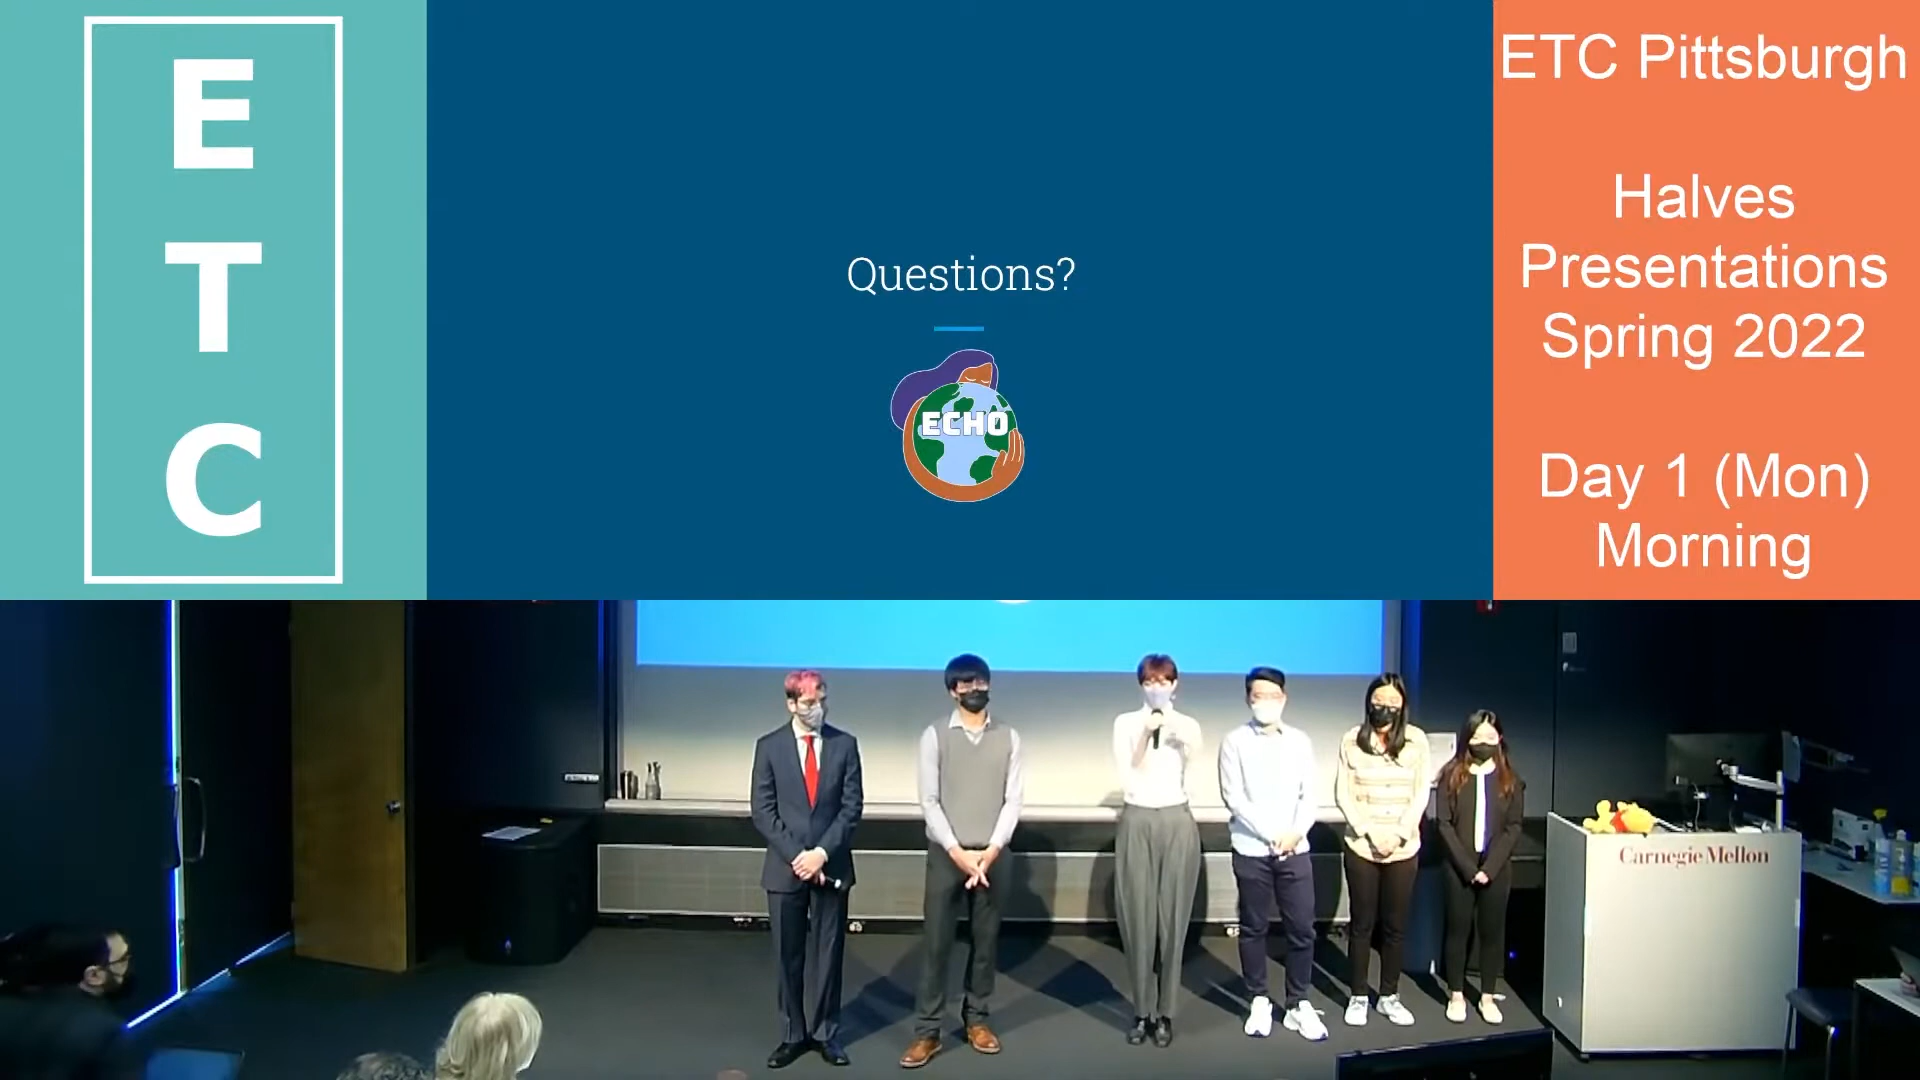 E
T
C
Questions?
ECHO
ETC Pittsburgh
Halves
Presentations
Spring 2022
Day 1 (Mon)
Morning
Carnegie Mellon